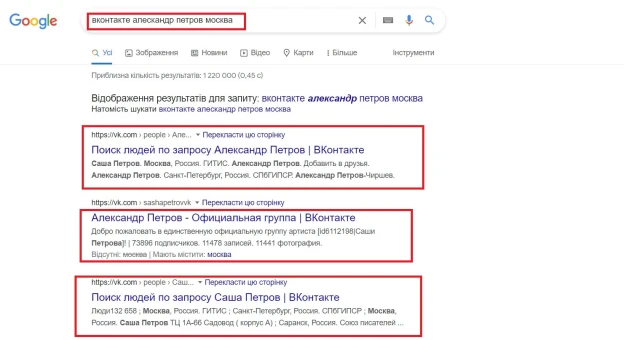 Google
вконтакте алескандр петров москва
Усі Зображення Новини Відео Карти Більше Інструменти
Приблизна кількість результатів: 1 220 000 (0,45 с)
Відображення результатів для запиту: вконтакте александр петров москва
Натомість шукати вконтакте алескандр петров москва
https://vk.com › people › Але... Перекласти цю сторінку
Поиск людей по запросу Александр Петров | ВКонтакте
Саша Петров. Москва, Россия. ГИТИС. Александр Петров. Добавить в друзья.
Александр Петров. Санкт-Петербург, Россия. СПбГИПСР. Александр Петров-Чиршев.
https://vk.com › sashapetrovvk Перекласти цю сторінку
Александр Петров - Официальная группа | ВКонтакте
Добро пожаловать в единственную официальную группу артиста [id6112198|Саши
Петрова]! | 73896 подписчиков. 11478 записей. 11441 фотография.
Відсутні: москва | Мають містити: москва
https://vk.com › people › Саш... Перекласти цю сторінку
Поиск людей по запросу Саша Петров | ВКонтакте
Люди132 658 ; Москва, Россия. ГИТИС ; Санкт-Петербург, Россия. СПбГИПСР ; Москва,
Россия. Саша Петров ТЦ 1А-66 Садовод ( корпус А) ; Саранск, Россия. Союз писателей ...